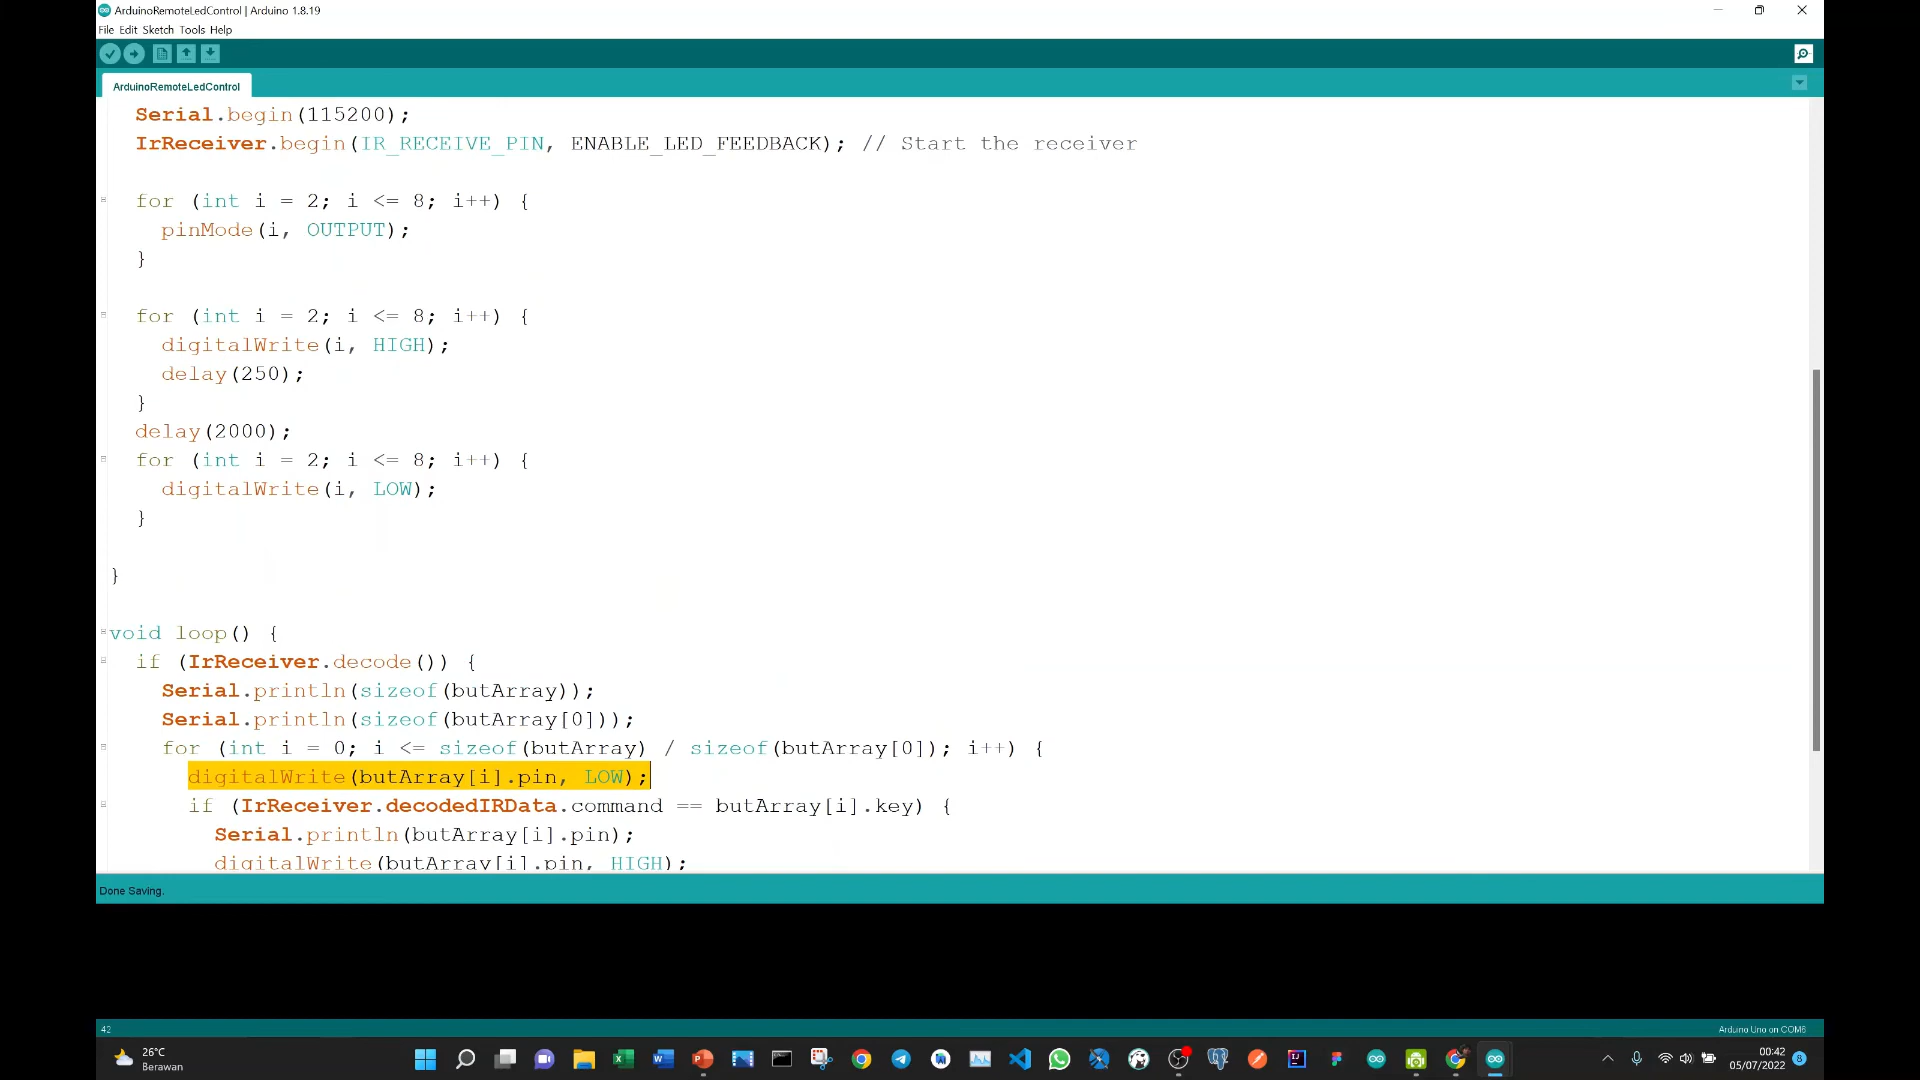 ArduinoRemoteLedControl | Arduino 1.8.19
File Edit Sketch Tools Help
ArduinoRemoteLedControl
Serial.begin(115200);
IrReceiver.begin(IR_RECEIVE_PIN, ENABLE_LED_FEEDBACK); // Start the receiver
for (int i = 2; i <= 8; i++) {
pinMode(i, OUTPUT);
}
for (int i = 2; i <= 8; i++) {
digitalWrite(i, HIGH);
delay(250);
}
delay(2000);
for (int i = 2; i <= 8; i++) {
digitalWrite(i, LOW);
}
}
void loop() {
if (IrReceiver.decode()) {
Serial.println(sizeof(butArray));
Serial.println(sizeof(butArray[0]));
for (int i = 0; i <= sizeof(butArray) / sizeof(butArray[0]); i++) {
digitalWrite(butArray[i].pin, LOW);
if (IrReceiver.decodedIRData.command == butArray[i].key) {
Serial.println(butArray[i].pin);
digitalWrite(butArray[i].pin, HIGH);
Done Saving.
42
Arduino Uno on COM6
26°C
Berawan
00:42
05/07/2022
8